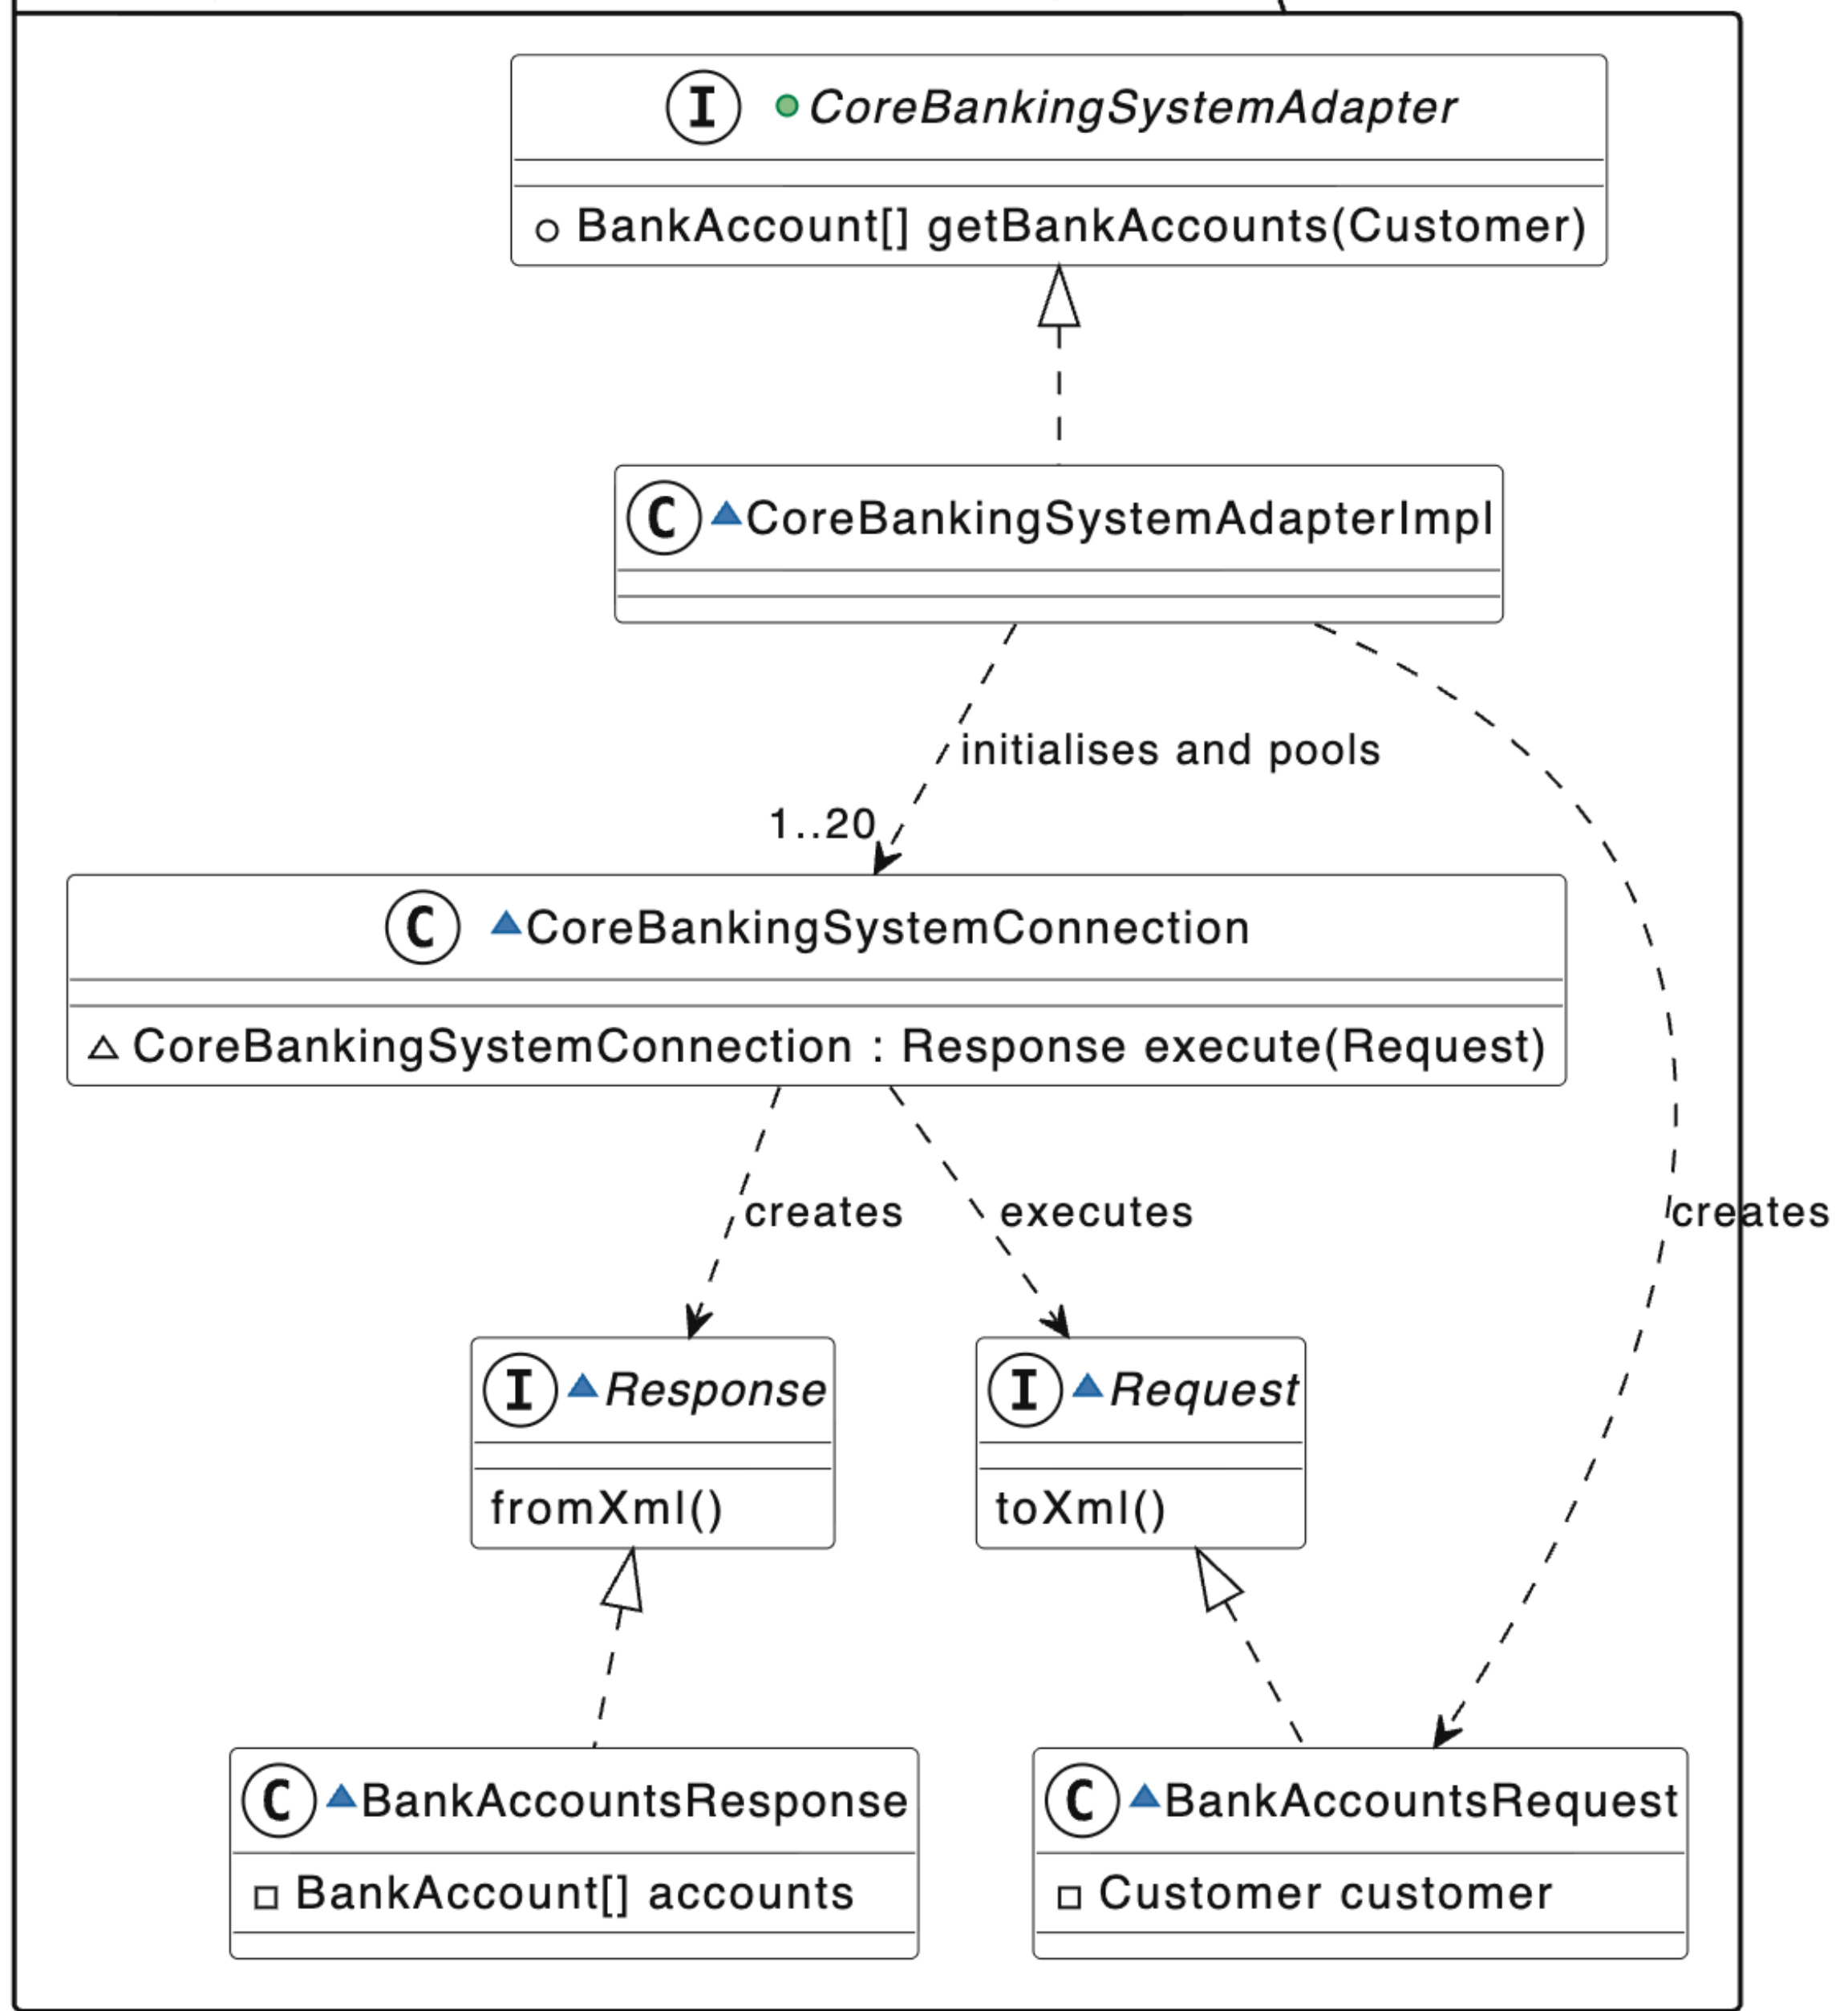 I CoreBankingSystemAdapter
BankAccount[] getBankAccounts(Customer)
C CoreBankingSystemAdapterImpl
initialises and pools
1..20
C CoreBankingSystemConnection
CoreBankingSystemConnection : Response execute(Request)
creates executes creates
I Response
fromXml()
I Request
toXml()
C BankAccountsResponse
BankAccount[] accounts
C BankAccountsRequest
Customer customer